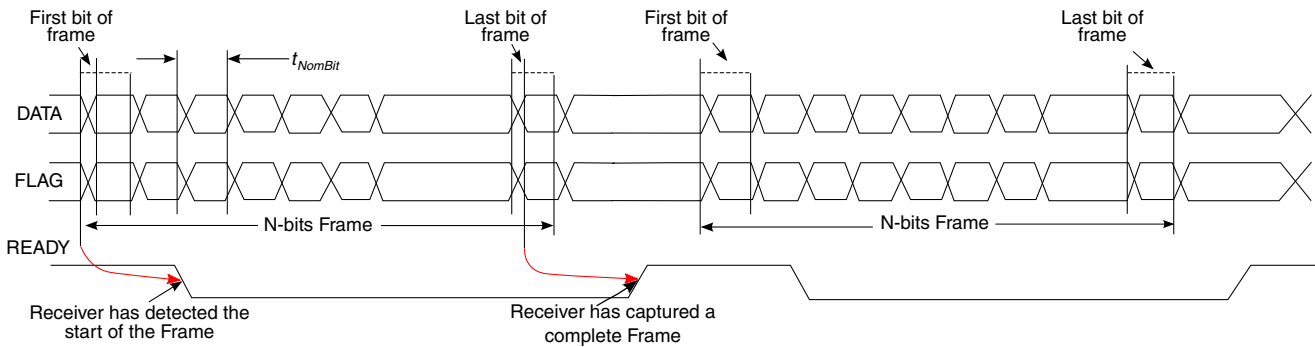 First bit of
frame
Last bit of
frame
First bit of
frame
Last bit of
frame
t_NomBit
DATA
FLAG
N-bits Frame
N-bits Frame
READY
Receiver has detected the
start of the Frame
Receiver has captured a
complete Frame